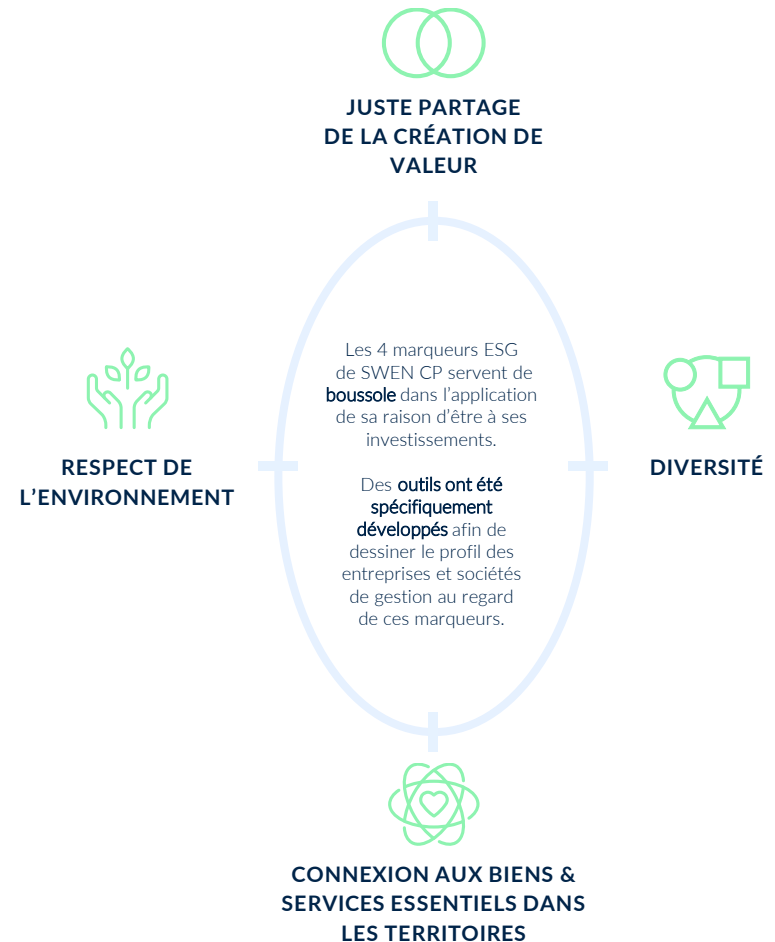 JUSTE PARTAGE
DE LA CRÉATION DE
VALEUR
Les 4 marqueurs ESG
de SWEN CP servent de
boussole dans l’application
de sa raison d’être à ses
investissements.
Des outils ont été
spécifiquement
développés afin de
dessiner le profil des
entreprises et sociétés
de gestion au regard
de ces marqueurs.
RESPECT DE
L’ENVIRONNEMENT
DIVERSITÉ
CONNEXION AUX BIENS &
SERVICES ESSENTIELS DANS
LES TERRITOIRES